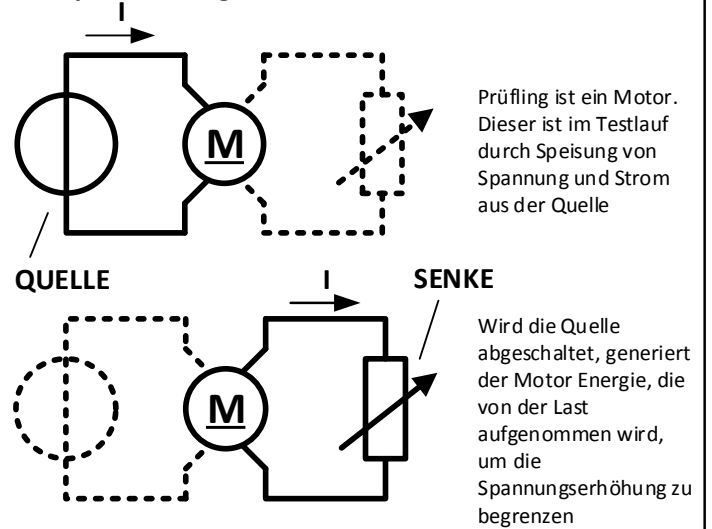 I
M
Prüfling ist ein Motor.
Dieser ist im Testlauf
durch Speisung von
Spannung und Strom
aus der Quelle
QUELLE
I
SENKE
M
Wird die Quelle
abgeschaltet, generiert
der Motor Energie, die
von der Last
aufgenommen wird,
um die
Spannungserhöhung zu
begrenzen